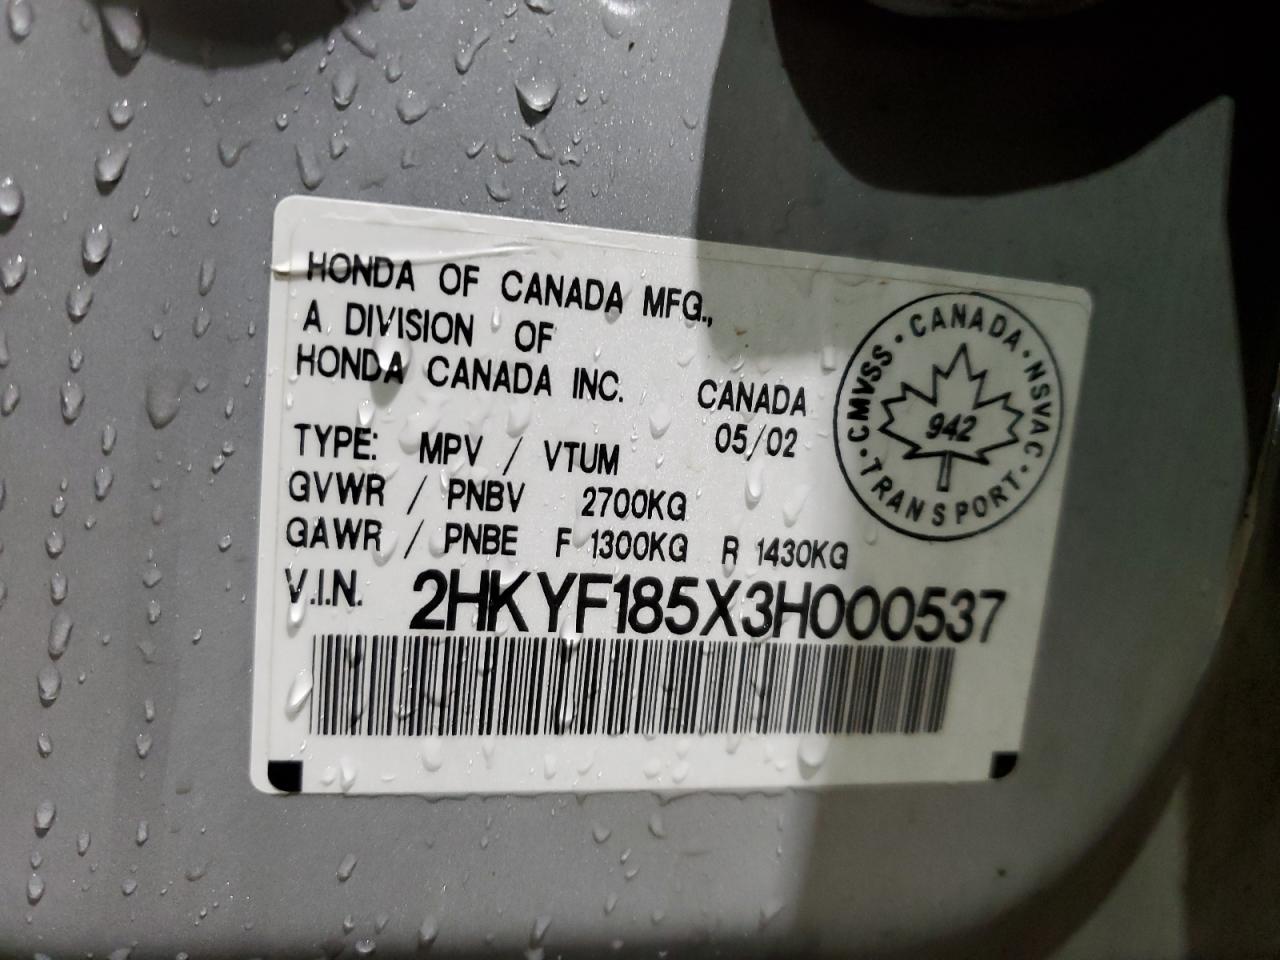 HONDA OF CANADA MFG.,
A DIVISION OF
HONDA CANADA INC.
CANADA
05/02
TYPE: MPV / VTUM
GVWR / PNBV 2700KG
GAWR / PNBE F 1300KG R 1430KG
V.I.N. 2HKYF185X3H000537
CMVSS · CANADA · NSVAC · TRANSPORT ·
942